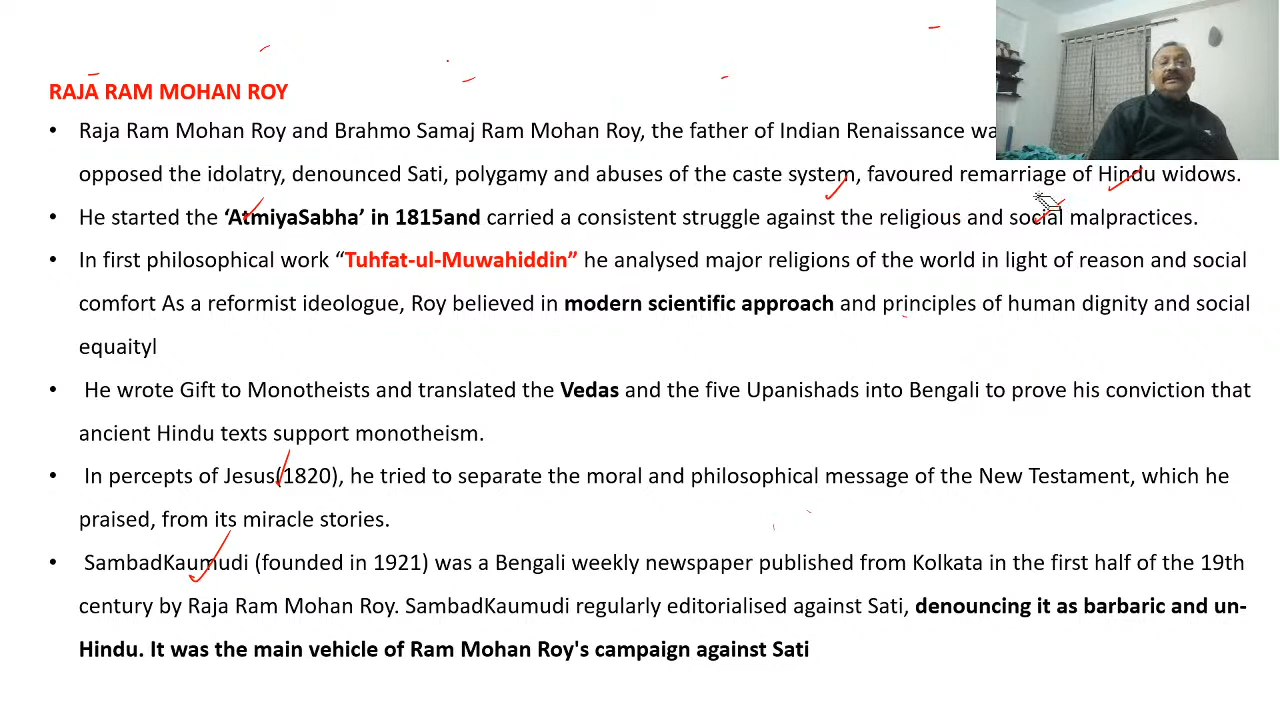 RAJA RAM MOHAN ROY
• Raja Ram Mohan Roy and Brahmo Samaj Ram Mohan Roy, the father of Indian Renaissance
opposed the idolatry, denounced Sati, polygamy and abuses of the caste system, favoured remarriage of Hindu widows.
• He started the ‘AtmiyaSabha’ in 1815and carried a consistent struggle against the religious and social malpractices.
• In first philosophical work “Tuhfat-ul-Muwahiddin” he analysed major religions of the world in light of reason and social
comfort As a reformist ideologue, Roy believed in modern scientific approach and principles of human dignity and social
equaityl
• He wrote Gift to Monotheists and translated the Vedas and the five Upanishads into Bengali to prove his conviction that
ancient Hindu texts support monotheism.
• In percepts of Jesus(1820), he tried to separate the moral and philosophical message of the New Testament, which he
praised, from its miracle stories.
• SambadKaumudi (founded in 1921) was a Bengali weekly newspaper published from Kolkata in the first half of the 19th
century by Raja Ram Mohan Roy. SambadKaumudi regularly editorialised against Sati, denouncing it as barbaric and un-
Hindu. It was the main vehicle of Ram Mohan Roy's campaign against Sati